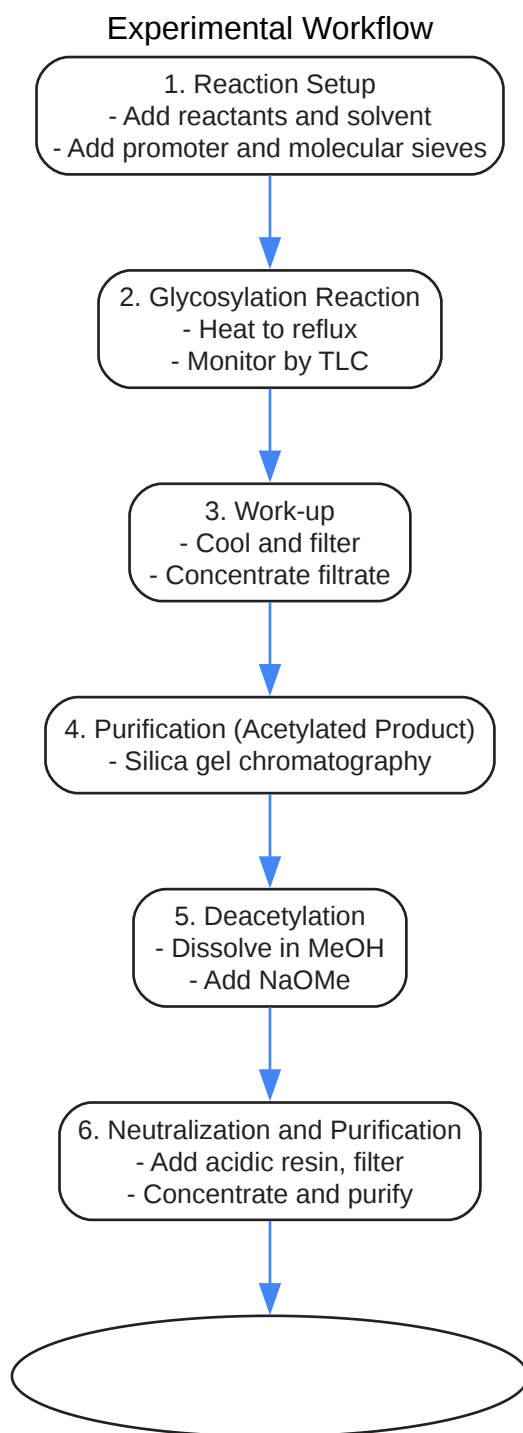 Experimental Workflow
1. Reaction Setup
- Add reactants and solvent
- Add promoter and molecular sieves
2. Glycosylation Reaction
- Heat to reflux
- Monitor by TLC
3. Work-up
- Cool and filter
- Concentrate filtrate
4. Purification (Acetylated Product)
- Silica gel chromatography
5. Deacetylation
- Dissolve in MeOH
- Add NaOMe
6. Neutralization and Purification
- Add acidic resin, filter
- Concentrate and purify